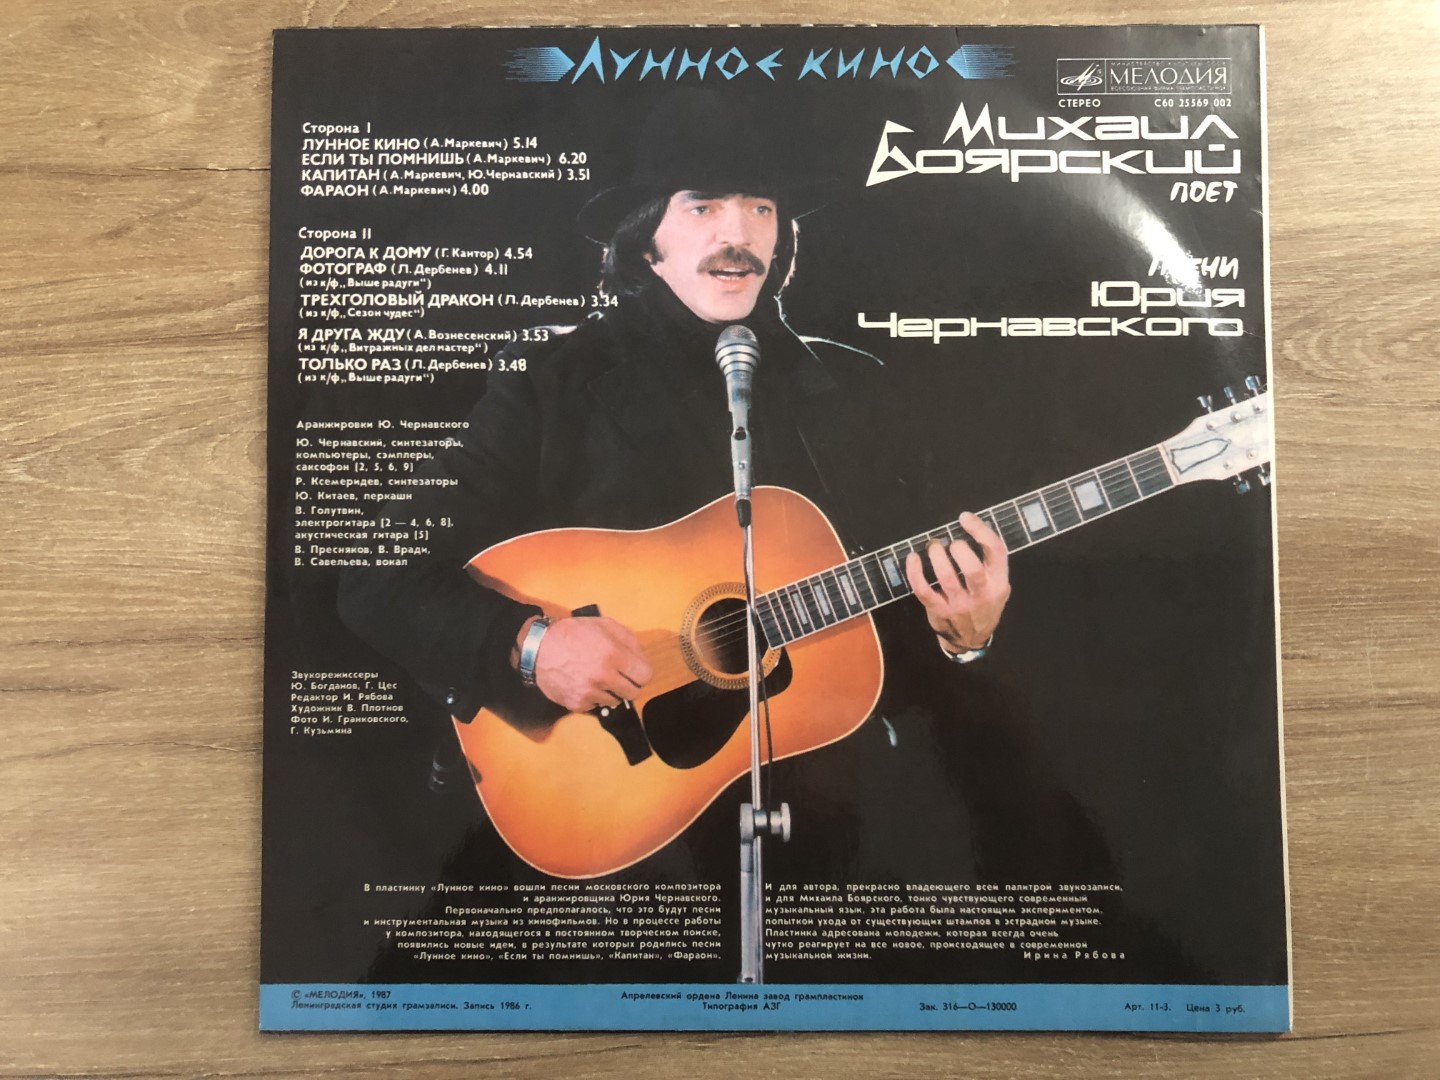 ЛУННОЕ КИНО
МИНИСТЕРСТВО КУЛЬТУРЫ СССР
МЕЛОДИЯ
ВСЕСОЮЗНАЯ ФИРМА ГРАМПЛАСТИНОК
СТЕРЕО С60 25569 002
Михаил
Боярский
поет
песни
Юрия
Чернавского
Сторона I
ЛУННОЕ КИНО (А. Маркевич) 5.14
ЕСЛИ ТЫ ПОМНИШЬ (А. Маркевич) 6.20
КАПИТАН (А. Маркевич, Ю. Чернавский) 3.51
ФАРАОН (А. Маркевич) 4.00
Сторона II
ДОРОГА К ДОМУ (Г. Кантор) 4.54
ФОТОГРАФ (Л. Дербенев) 4.11
(из к/ф „Выше радуги“)
ТРЕХГОЛОВЫЙ ДРАКОН (Л. Дербенев) 3.34
(из к/ф „Сезон чудес“)
Я ДРУГА ЖДУ (А. Вознесенский) 3.53
(из к/ф „Витражных дел мастер“)
ТОЛЬКО РАЗ (Л. Дербенев) 3.48
(из к/ф „Выше радуги“)
Аранжировки Ю. Чернавского
Ю. Чернавский, синтезаторы,
компьютеры, сэмплеры,
саксофон [2, 5, 6, 9]
Р. Ксемеридев, синтезаторы
Ю. Китаев, перкашн
В. Голутвин,
электрогитара [2 — 4, 6, 8],
акустическая гитара [5]
В. Пресняков, В. Вради,
В. Савельева, вокал
Звукорежиссеры
Ю. Богданов, Г. Цес
Редактор И. Рябова
Художник В. Плотнов
Фото И. Гранковского,
Г. Кузьмина
В пластинку «Лунное кино» вошли песни московского композитора
и аранжировщика Юрия Чернавского.
Первоначально предполагалось, что это будут песни
и инструментальная музыка из кинофильмов. Но в процессе работы
у композитора, находящегося в постоянном творческом поиске,
появились новые идеи, в результате которых родились песни
«Лунное кино», «Если ты помнишь», «Капитан», «Фараон».
И для автора, прекрасно владеющего всей палитрой звукозаписи,
и для Михаила Боярского, тонко чувствующего современный
музыкальный язык, эта работа была настоящим экспериментом,
попыткой ухода от существующих штампов в эстрадной музыке.
Пластинка адресована молодежи, которая всегда очень
чутко реагирует на все новое, происходящее в современной
музыкальной жизни. Ирина Рябова
© «МЕЛОДИЯ», 1987
Ленинградская студия грамзаписи. Запись 1986 г.
Апрелевский ордена Ленина завод грампластинок
Типография АЗГ
Зак. 316—О—130000
Арт. 11-3. Цена 3 руб.